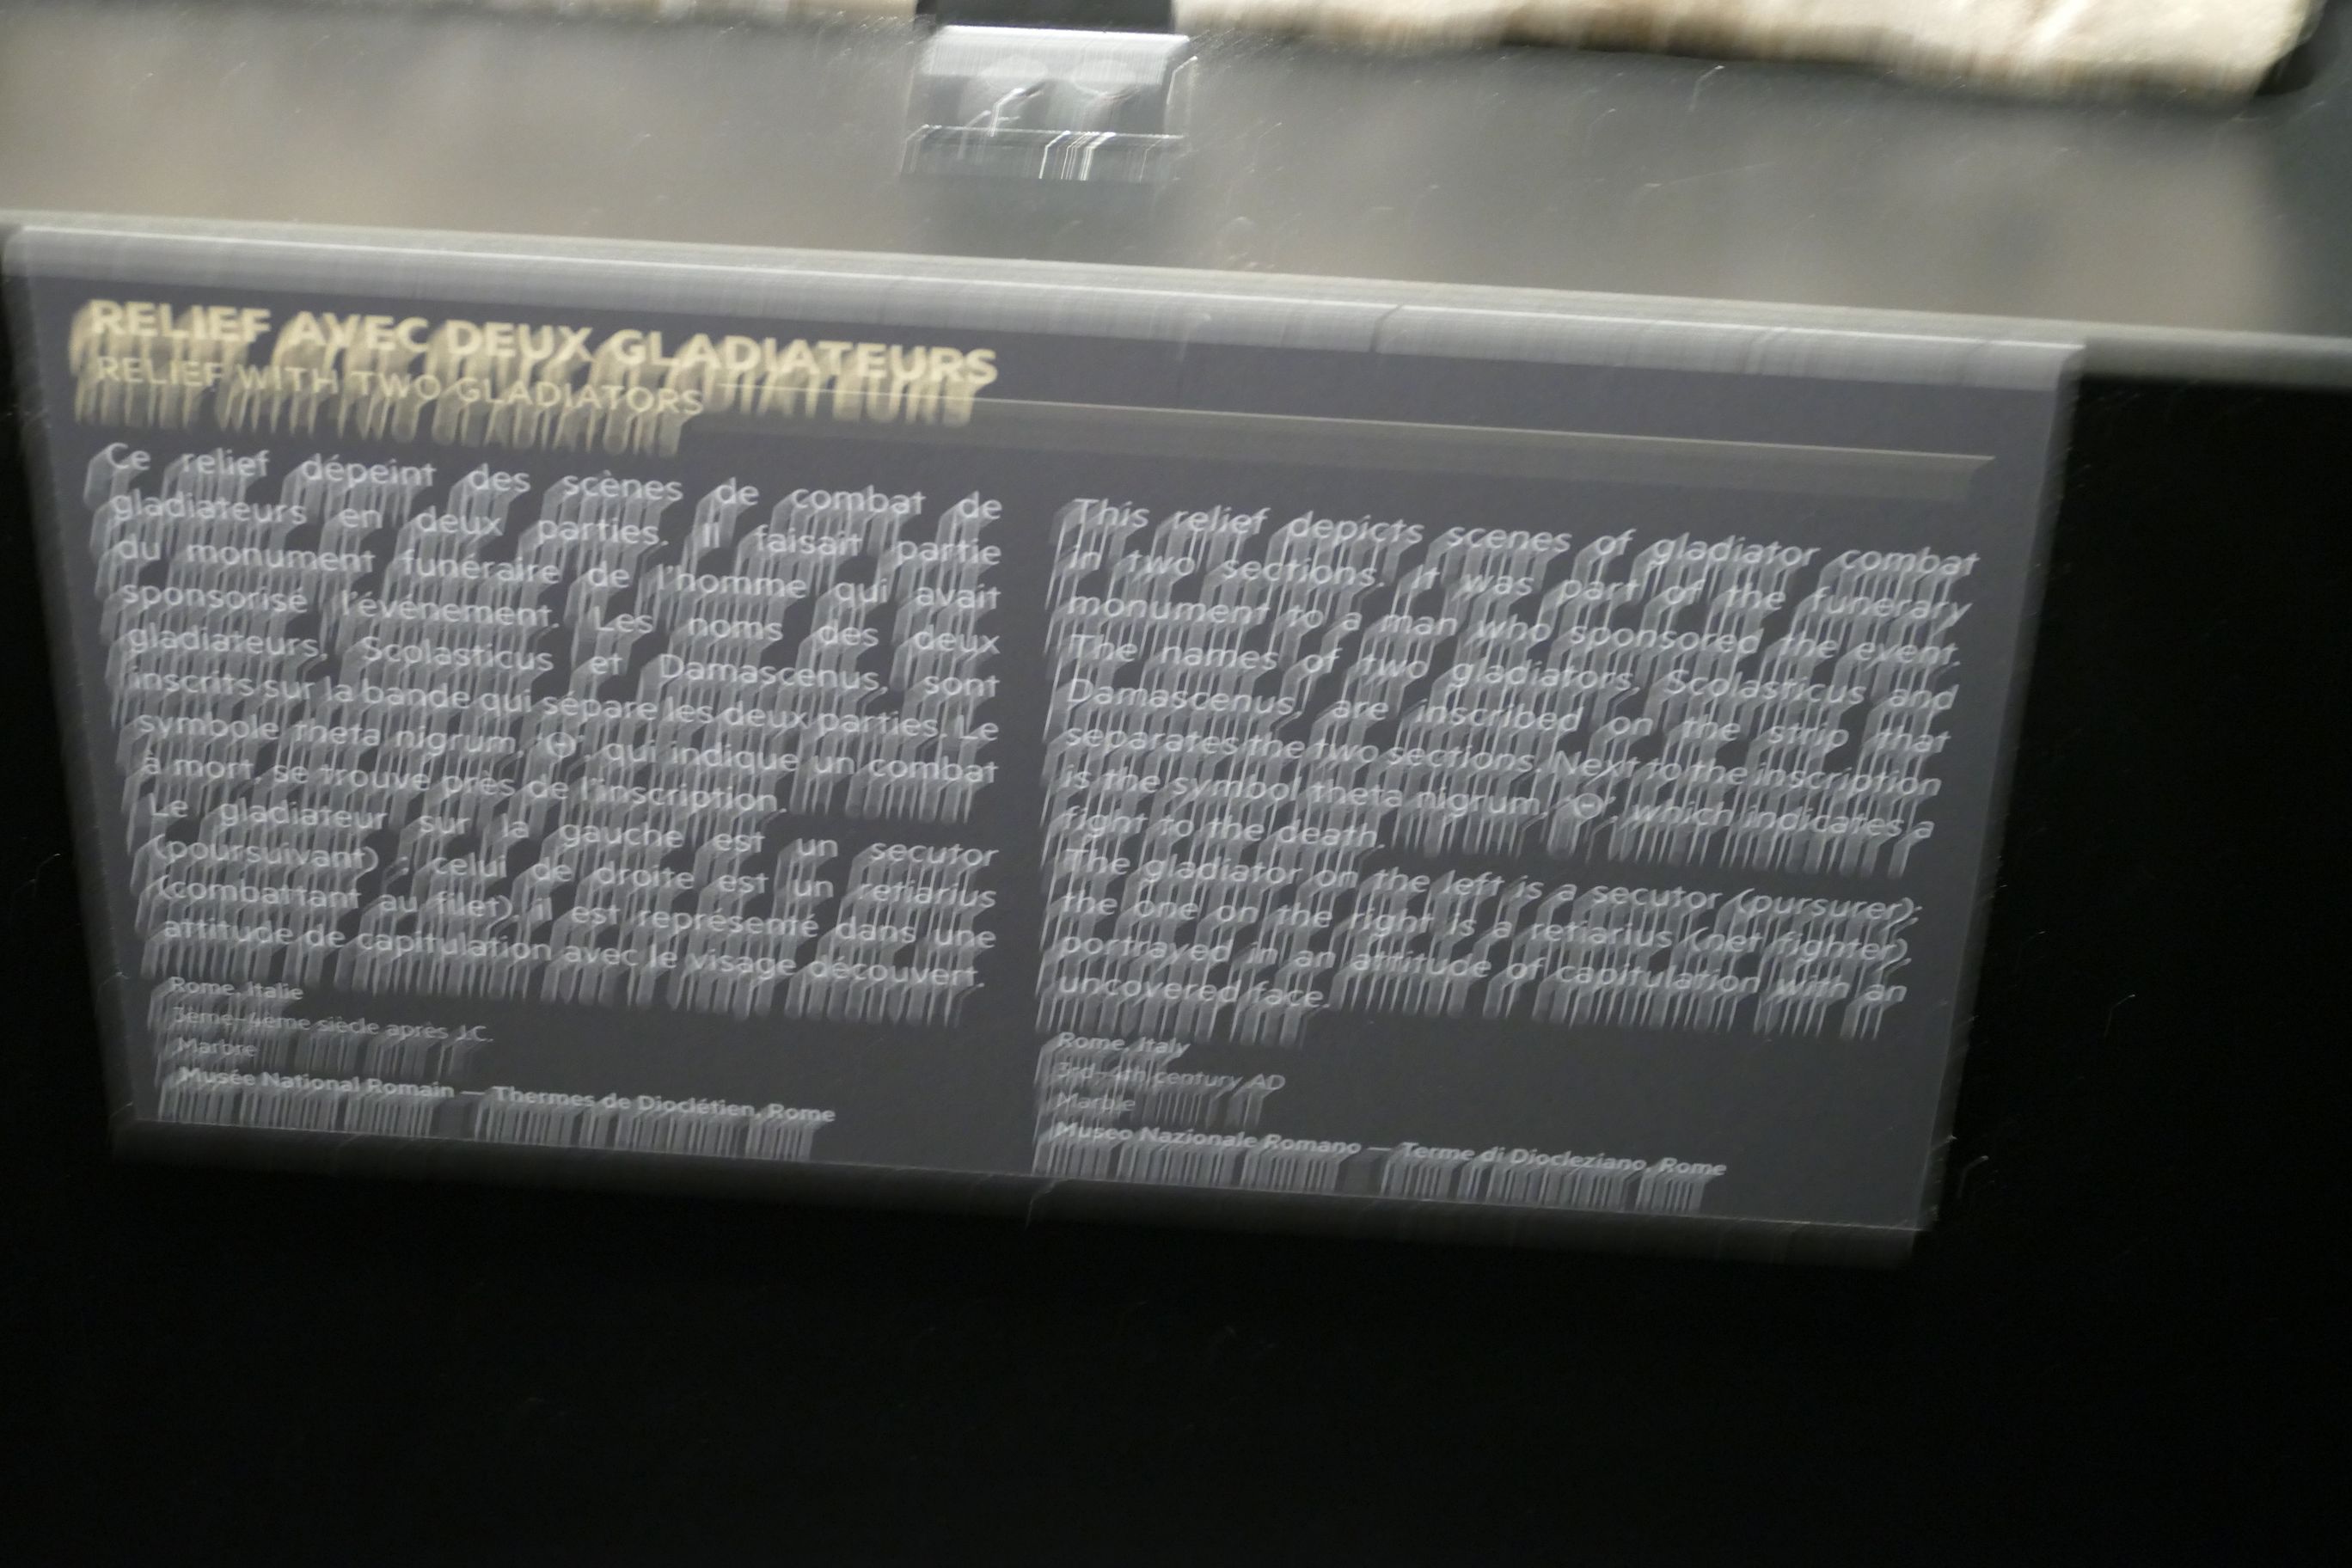 RELIEF AVEC DEUX GLADIATEURS
RELIEF WITH TWO GLADIATORS
Ce relief dépeint des scènes de combat de
gladiateurs en deux parties. Il faisait partie
du monument funéraire de l'homme qui avait
sponsorisé l'événement. Les noms des deux
gladiateurs, Scolasticus et Damascenus, sont
inscrits sur la bande qui sépare les deux parties. Le
symbole theta nigrum, 'Θ', qui indique un combat
à mort, se trouve près de l'inscription.
Le gladiateur sur la gauche est un secutor
(poursuivant) ; celui de droite est un retiarius
(combattant au filet), il est représenté dans une
attitude de capitulation avec le visage découvert.
Rome, Italie
3ème–4ème siècle après J.C.
Marbre
Musée National Romain — Thermes de Dioclétien, Rome
This relief depicts scenes of gladiator combat
in two sections. It was part of the funerary
monument to a man who sponsored the event.
The names of two gladiators, Scolasticus and
Damascenus, are inscribed on the strip that
separates the two sections. Next to the inscription
is the symbol theta nigrum, 'Θ', which indicates a
fight to the death.
The gladiator on the left is a secutor (pursurer);
the one on the right is a retiarius (net fighter),
portrayed in an attitude of capitulation with an
uncovered face.
Rome, Italy
3rd–4th century AD
Marble
Museo Nazionale Romano — Terme di Diocleziano, Rome